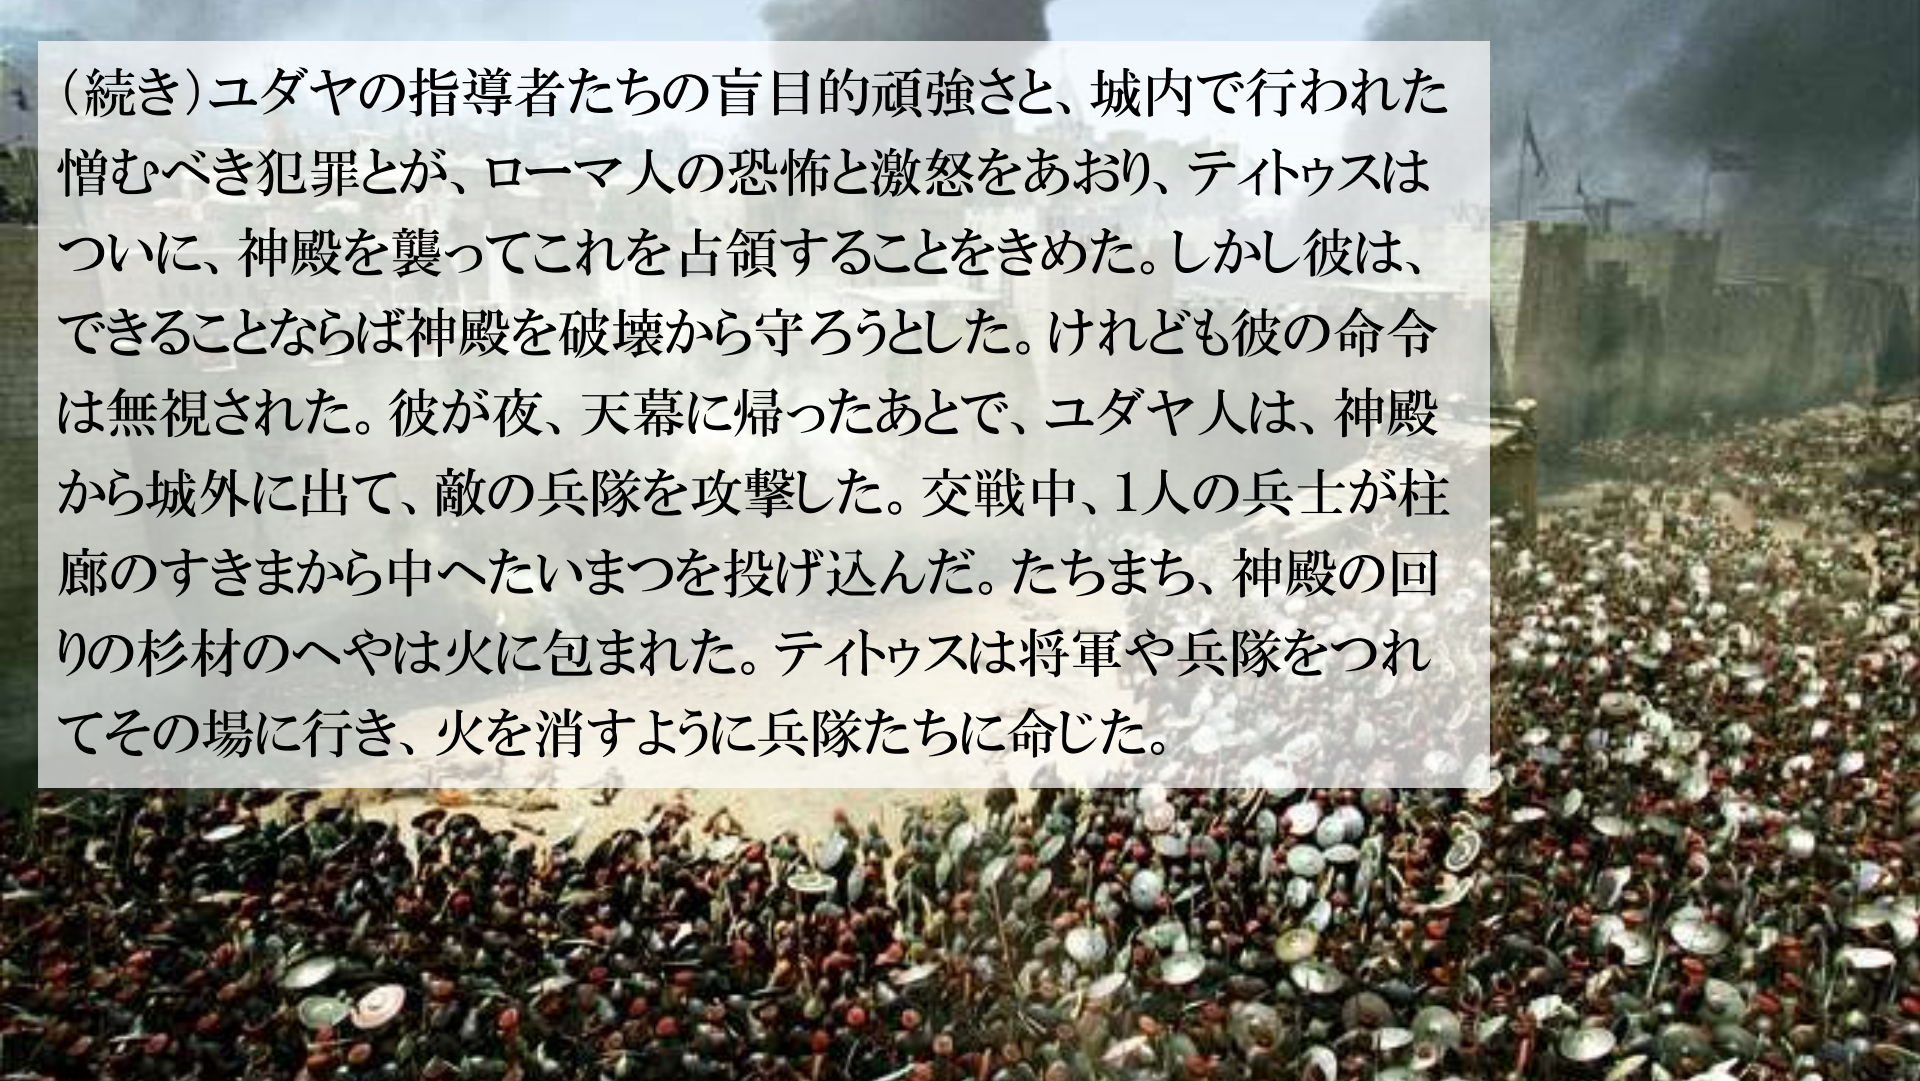 （続き）ユダヤの指導者たちの盲目的頑強さと、城内で行われた
憎むべき犯罪とが、ローマ人の恐怖と激怒をあおり、ティトゥスは
ついに、神殿を襲ってこれを占領することをきめた。しかし彼は、
できることならば神殿を破壊から守ろうとした。けれども彼の命令
は無視された。彼が夜、天幕に帰ったあとで、ユダヤ人は、神殿
から城外に出て、敵の兵隊を攻撃した。交戦中、1人の兵士が柱
廊のすきまから中へたいまつを投げ込んだ。たちまち、神殿の回
りの杉材のへやは火に包まれた。ティトゥスは将軍や兵隊をつれ
てその場に行き、火を消すように兵隊たちに命じた。